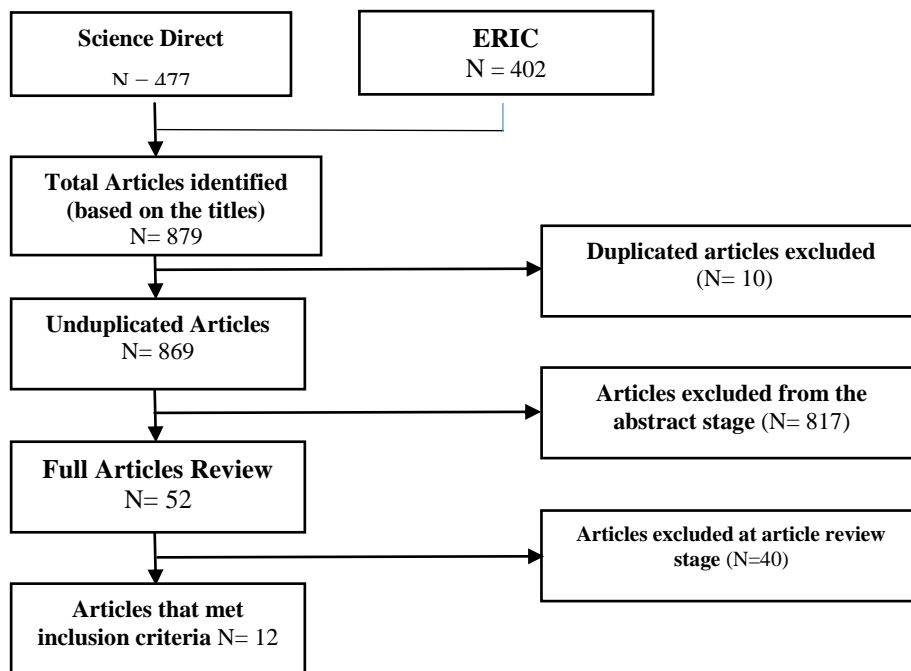 Science Direct
N = 477
ERIC
N = 402
Total Articles identified
(based on the titles)
N= 879
Duplicated articles excluded
(N= 10)
Unduplicated Articles
N= 869
Articles excluded from the
abstract stage (N= 817)
Full Articles Review
N= 52
Articles excluded at article review
stage (N=40)
Articles that met
inclusion criteria N= 12